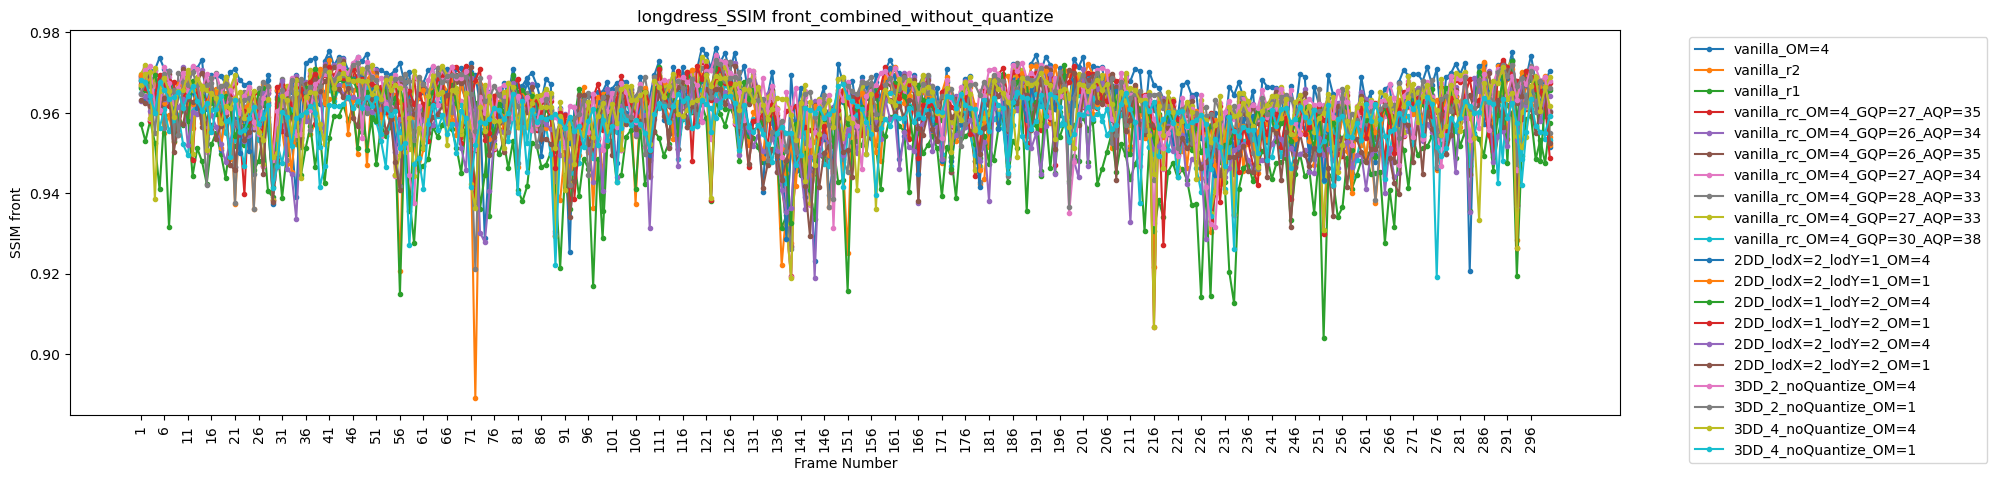 longdress_SSIM front_combined_without_quantize
0.98
0.96
0.94
0.92
0.90
SSIM front
1 6 11 16 21 26 31 36 41 46 51 56 61 66 71 76 81 86 91 96 101 106 111 116 121 126 131 136 141 146 151 156 161 166 171 176 181 186 191 196 201 206 211 216 221 226 231 236 241 246 251 256 261 266 271 276 281 286 291 296
Frame Number
vanilla_OM=4
vanilla_r2
vanilla_r1
vanilla_rc_OM=4_GQP=27_AQP=35
vanilla_rc_OM=4_GQP=26_AQP=34
vanilla_rc_OM=4_GQP=26_AQP=35
vanilla_rc_OM=4_GQP=27_AQP=34
vanilla_rc_OM=4_GQP=28_AQP=33
vanilla_rc_OM=4_GQP=27_AQP=33
vanilla_rc_OM=4_GQP=30_AQP=38
2DD_lodX=2_lodY=1_OM=4
2DD_lodX=2_lodY=1_OM=1
2DD_lodX=1_lodY=2_OM=4
2DD_lodX=1_lodY=2_OM=1
2DD_lodX=2_lodY=2_OM=4
2DD_lodX=2_lodY=2_OM=1
3DD_2_noQuantize_OM=4
3DD_2_noQuantize_OM=1
3DD_4_noQuantize_OM=4
3DD_4_noQuantize_OM=1